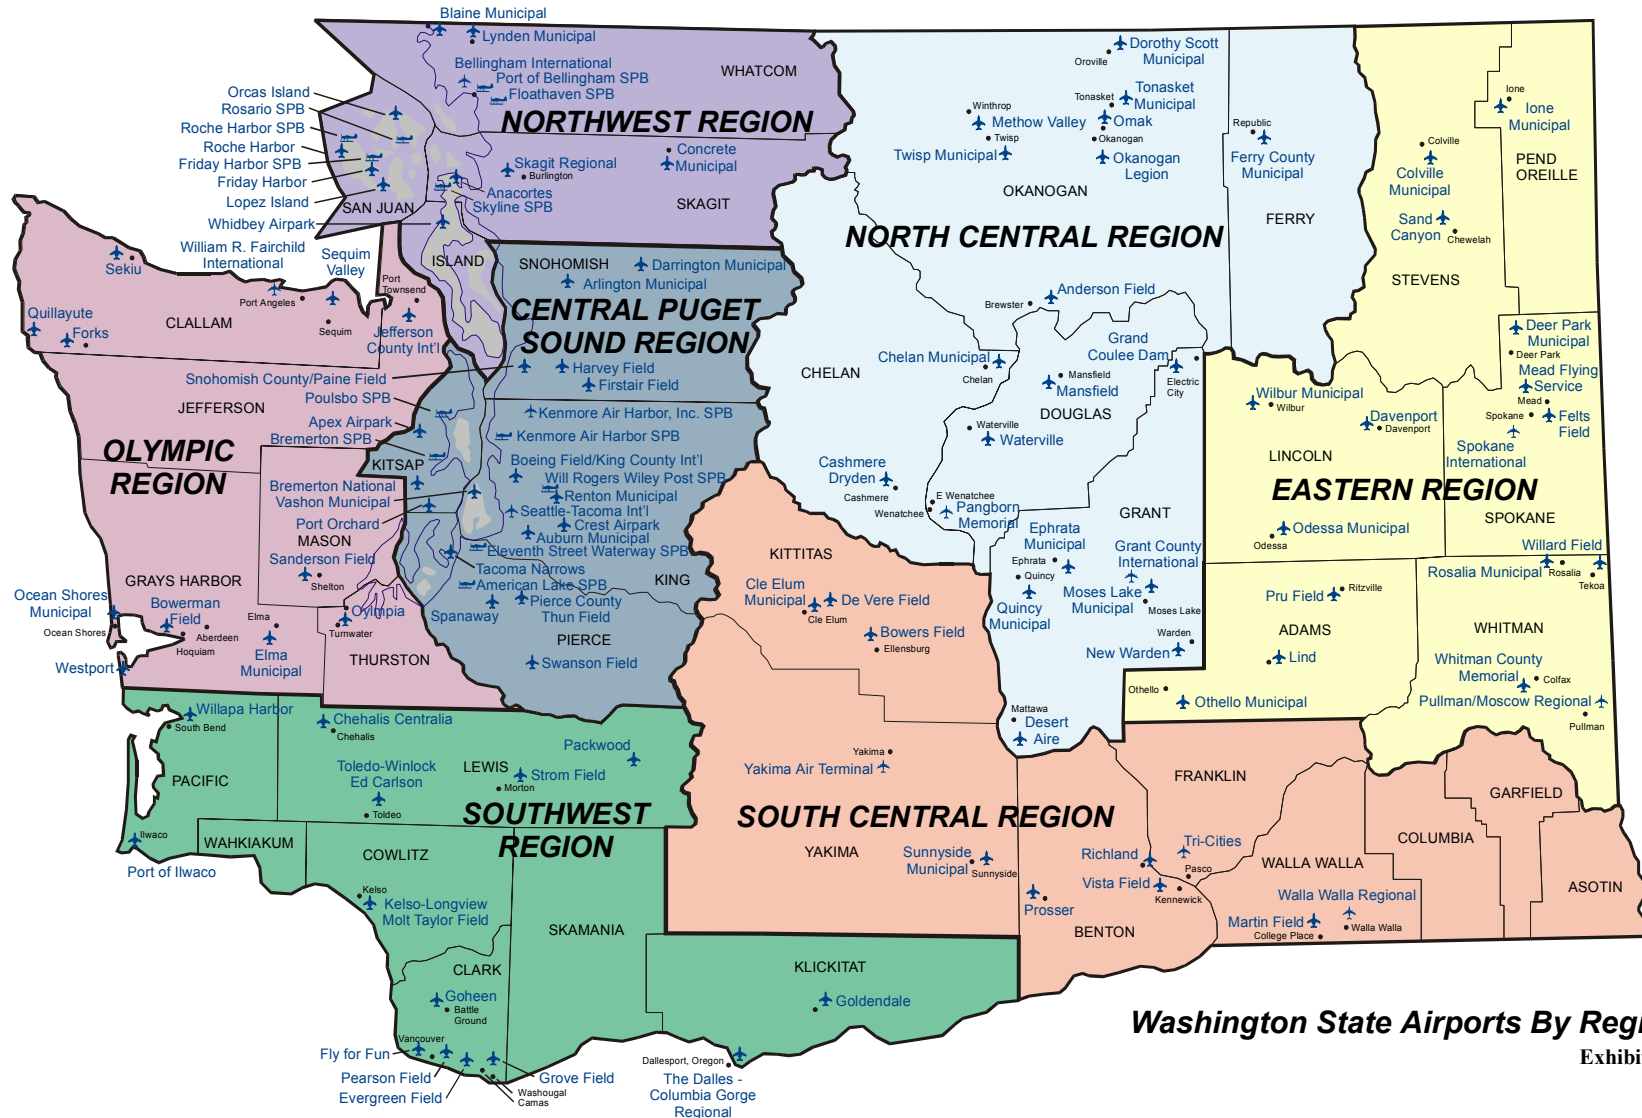 Blaine Municipal
Lynden Municipal
WHATCOM
Bellingham International
Port of Bellingham SPB
Floathaven SPB
NORTHWEST REGION
Orcas Island
Rosario SPB
Roche Harbor SPB
Roche Harbor
Friday Harbor SPB
Friday Harbor
Lopez Island
SAN JUAN
Whidbey Airpark
Skagit Regional
Burlington
Concrete
Municipal
Anacortes
Skyline SPB
SKAGIT
ISLAND
William R. Fairchild
International
Sequim
Valley
Sekiu
Port Angeles
Sequim
Port
Townsend
Quillayute
Forks
CLALLAM
Jefferson
County Int'l
SNOHOMISH
Darrington Municipal
Arlington Municipal
CENTRAL PUGET
SOUND REGION
Snohomish County/Paine Field
Harvey Field
Firstair Field
JEFFERSON
Poulsbo SPB
Apex Airpark
Bremerton SPB
KITSAP
Kenmore Air Harbor, Inc. SPB
Kenmore Air Harbor SPB
OLYMPIC
REGION
Bremerton National
Vashon Municipal
Port Orchard
MASON
Sanderson Field
Shelton
Boeing Field/King County Int'l
Will Rogers Wiley Post SPB
Renton Municipal
Seattle-Tacoma Int'l
Crest Airpark
Auburn Municipal
Eleventh Street Waterway SPB
Tacoma Narrows
American Lake SPB
KING
Spanaway
Pierce County
Thun Field
PIERCE
Swanson Field
GRAYS HARBOR
Ocean Shores
Municipal
Ocean Shores
Bowerman
Field
Aberdeen
Hoquiam
Elma
Elma
Municipal
Westport
Oylmpia
Tumwater
THURSTON
Willapa Harbor
South Bend
PACIFIC
Chehalis Centralia
Chehalis
Packwood
LEWIS
Strom Field
Morton
Toledo-Winlock
Ed Carlson
Toldeo
SOUTHWEST
REGION
Ilwaco
Port of Ilwaco
WAHKIAKUM
COWLITZ
Kelso
Kelso-Longview
Molt Taylor Field
SKAMANIA
CLARK
Goheen
Battle
Ground
Vancouver
Fly for Fun
Pearson Field
Evergreen Field
Grove Field
Washougal
Camas
KLICKITAT
Goldendale
Dallesport, Oregon
The Dalles -
Columbia Gorge
Regional
Dorothy Scott
Municipal
Oroville
Tonasket
Tonasket
Municipal
Omak
Okanogan
Okanogan
Legion
Winthrop
Methow Valley
Twisp
Twisp Municipal
OKANOGAN
Republic
Ferry County
Municipal
FERRY
NORTH CENTRAL REGION
Brewster
Anderson Field
Chelan Municipal
Chelan
CHELAN
Grand
Coulee Dam
Electric
City
Mansfield
Mansfield
DOUGLAS
Waterville
Waterville
Cashmere
Dryden
Cashmere
E Wenatchee
Wenatchee
Pangborn
Memorial
GRANT
Ephrata
Municipal
Ephrata
Quincy
Quincy
Municipal
Grant County
International
Moses Lake
Municipal
Moses Lake
Warden
New Warden
Mattawa
Desert
Aire
KITTITAS
Cle Elum
Municipal
Cle Elum
De Vere Field
Bowers Field
Ellensburg
Yakima
Yakima Air Terminal
SOUTH CENTRAL REGION
YAKIMA
Sunnyside
Municipal
Sunnyside
Prosser
BENTON
Richland
Vista Field
Tri-Cities
Pasco
Kennewick
FRANKLIN
WALLA WALLA
Walla Walla Regional
Walla Walla
Martin Field
College Place
COLUMBIA
GARFIELD
ASOTIN
Ione
Ione
Municipal
PEND
OREILLE
Colville
Colville
Municipal
Sand
Canyon
Chewelah
STEVENS
Deer Park
Municipal
Deer Park
Mead Flying
Service
Mead
Spokane
Felts
Field
Spokane
International
Wilbur Municipal
Wilbur
Davenport
Davenport
LINCOLN
EASTERN REGION
SPOKANE
Odessa Municipal
Odessa
Willard Field
Rosalia Municipal
Rosalia
Tekoa
Pru Field
Ritzville
ADAMS
Lind
Othello
Othello Municipal
WHITMAN
Whitman County
Memorial
Colfax
Pullman/Moscow Regional
Pullman
Washington State Airports By Regi
Exhibi